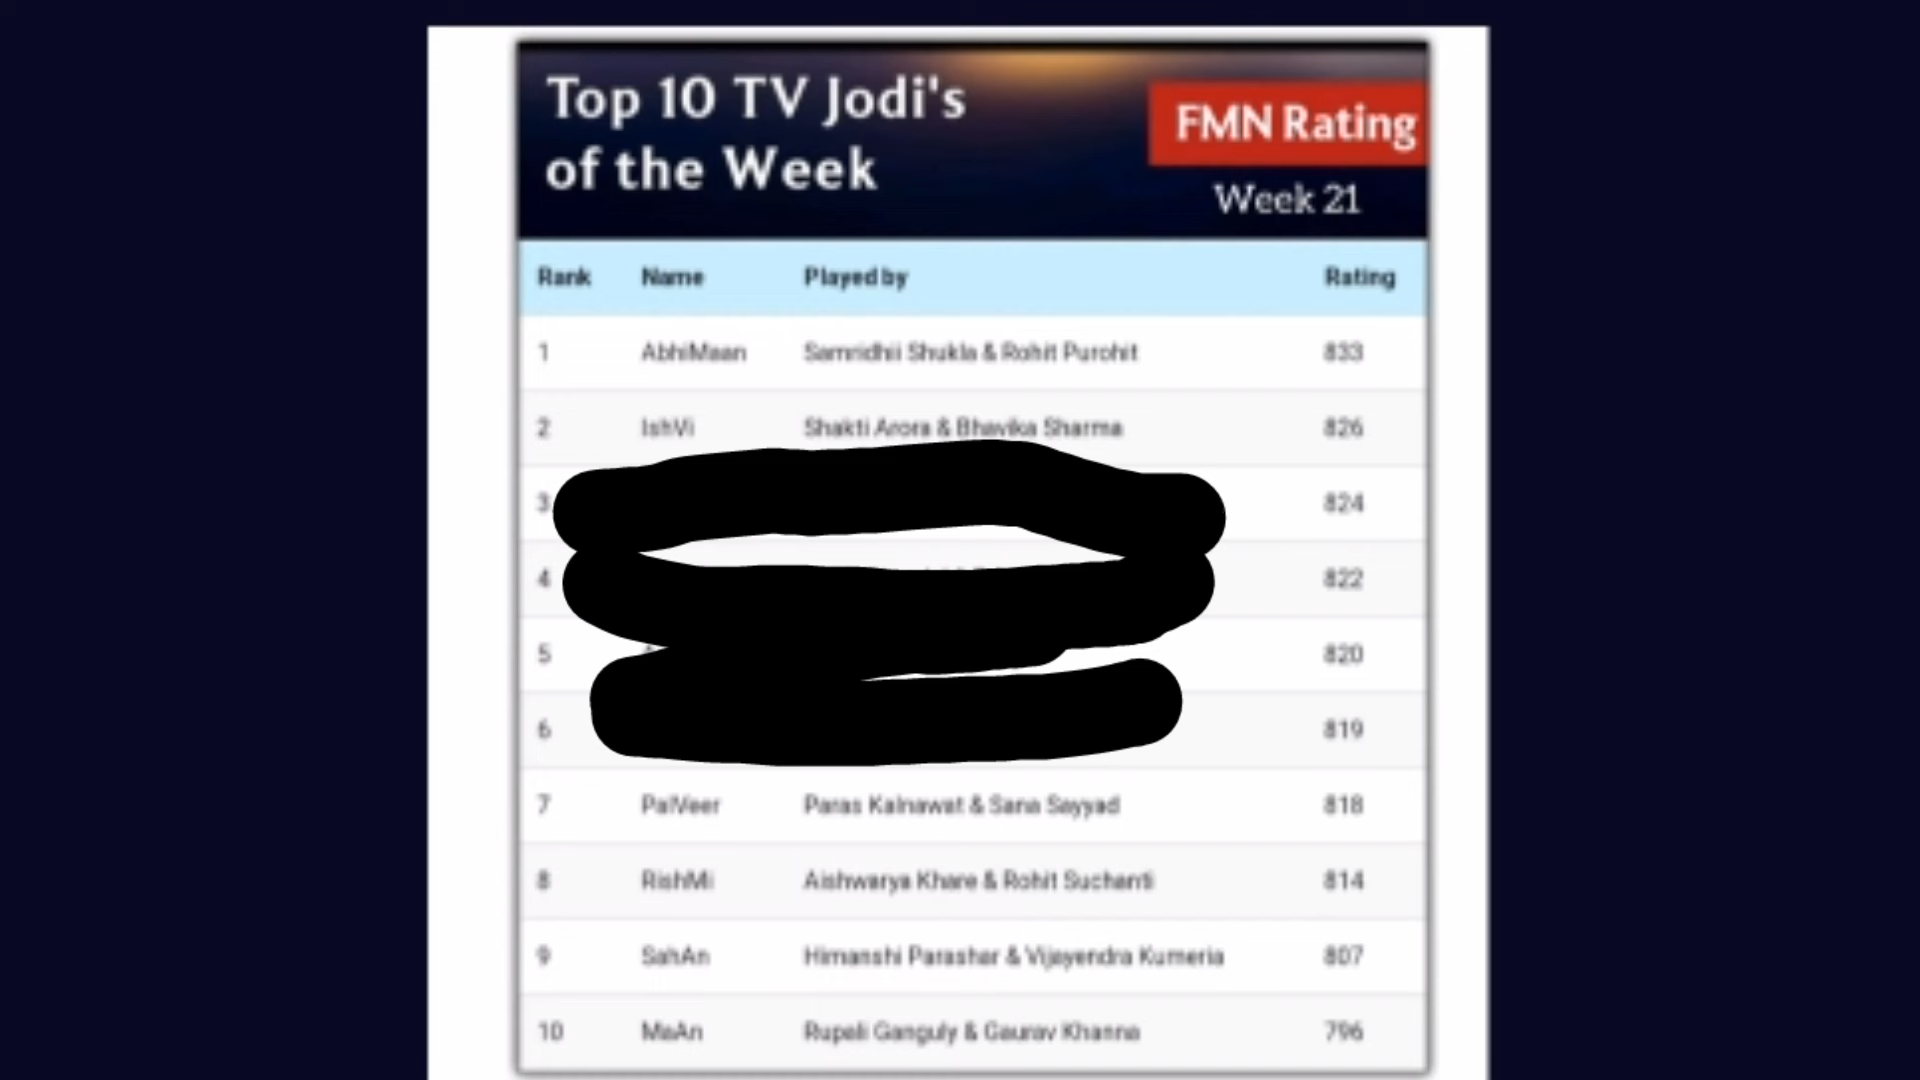 Top 10 TV Jodi's
of the Week
FMN Rating
Week 21
Rank Name Played by Rating
1 AbhiMaan Samridhii Shukla & Rohit Purohit 833
2 IshVi Shakti Arora & Bhavika Sharma 826
3 824
4 822
5 820
6 819
7 PalVeer Paras Kalnawat & Sana Sayyad 818
8 RishMi Aishwarya Khare & Rohit Suchanti 814
9 SahAn Himanshi Parashar & Vijayendra Kumeria 807
10 MaAn Rupali Ganguly & Gaurav Khanna 796